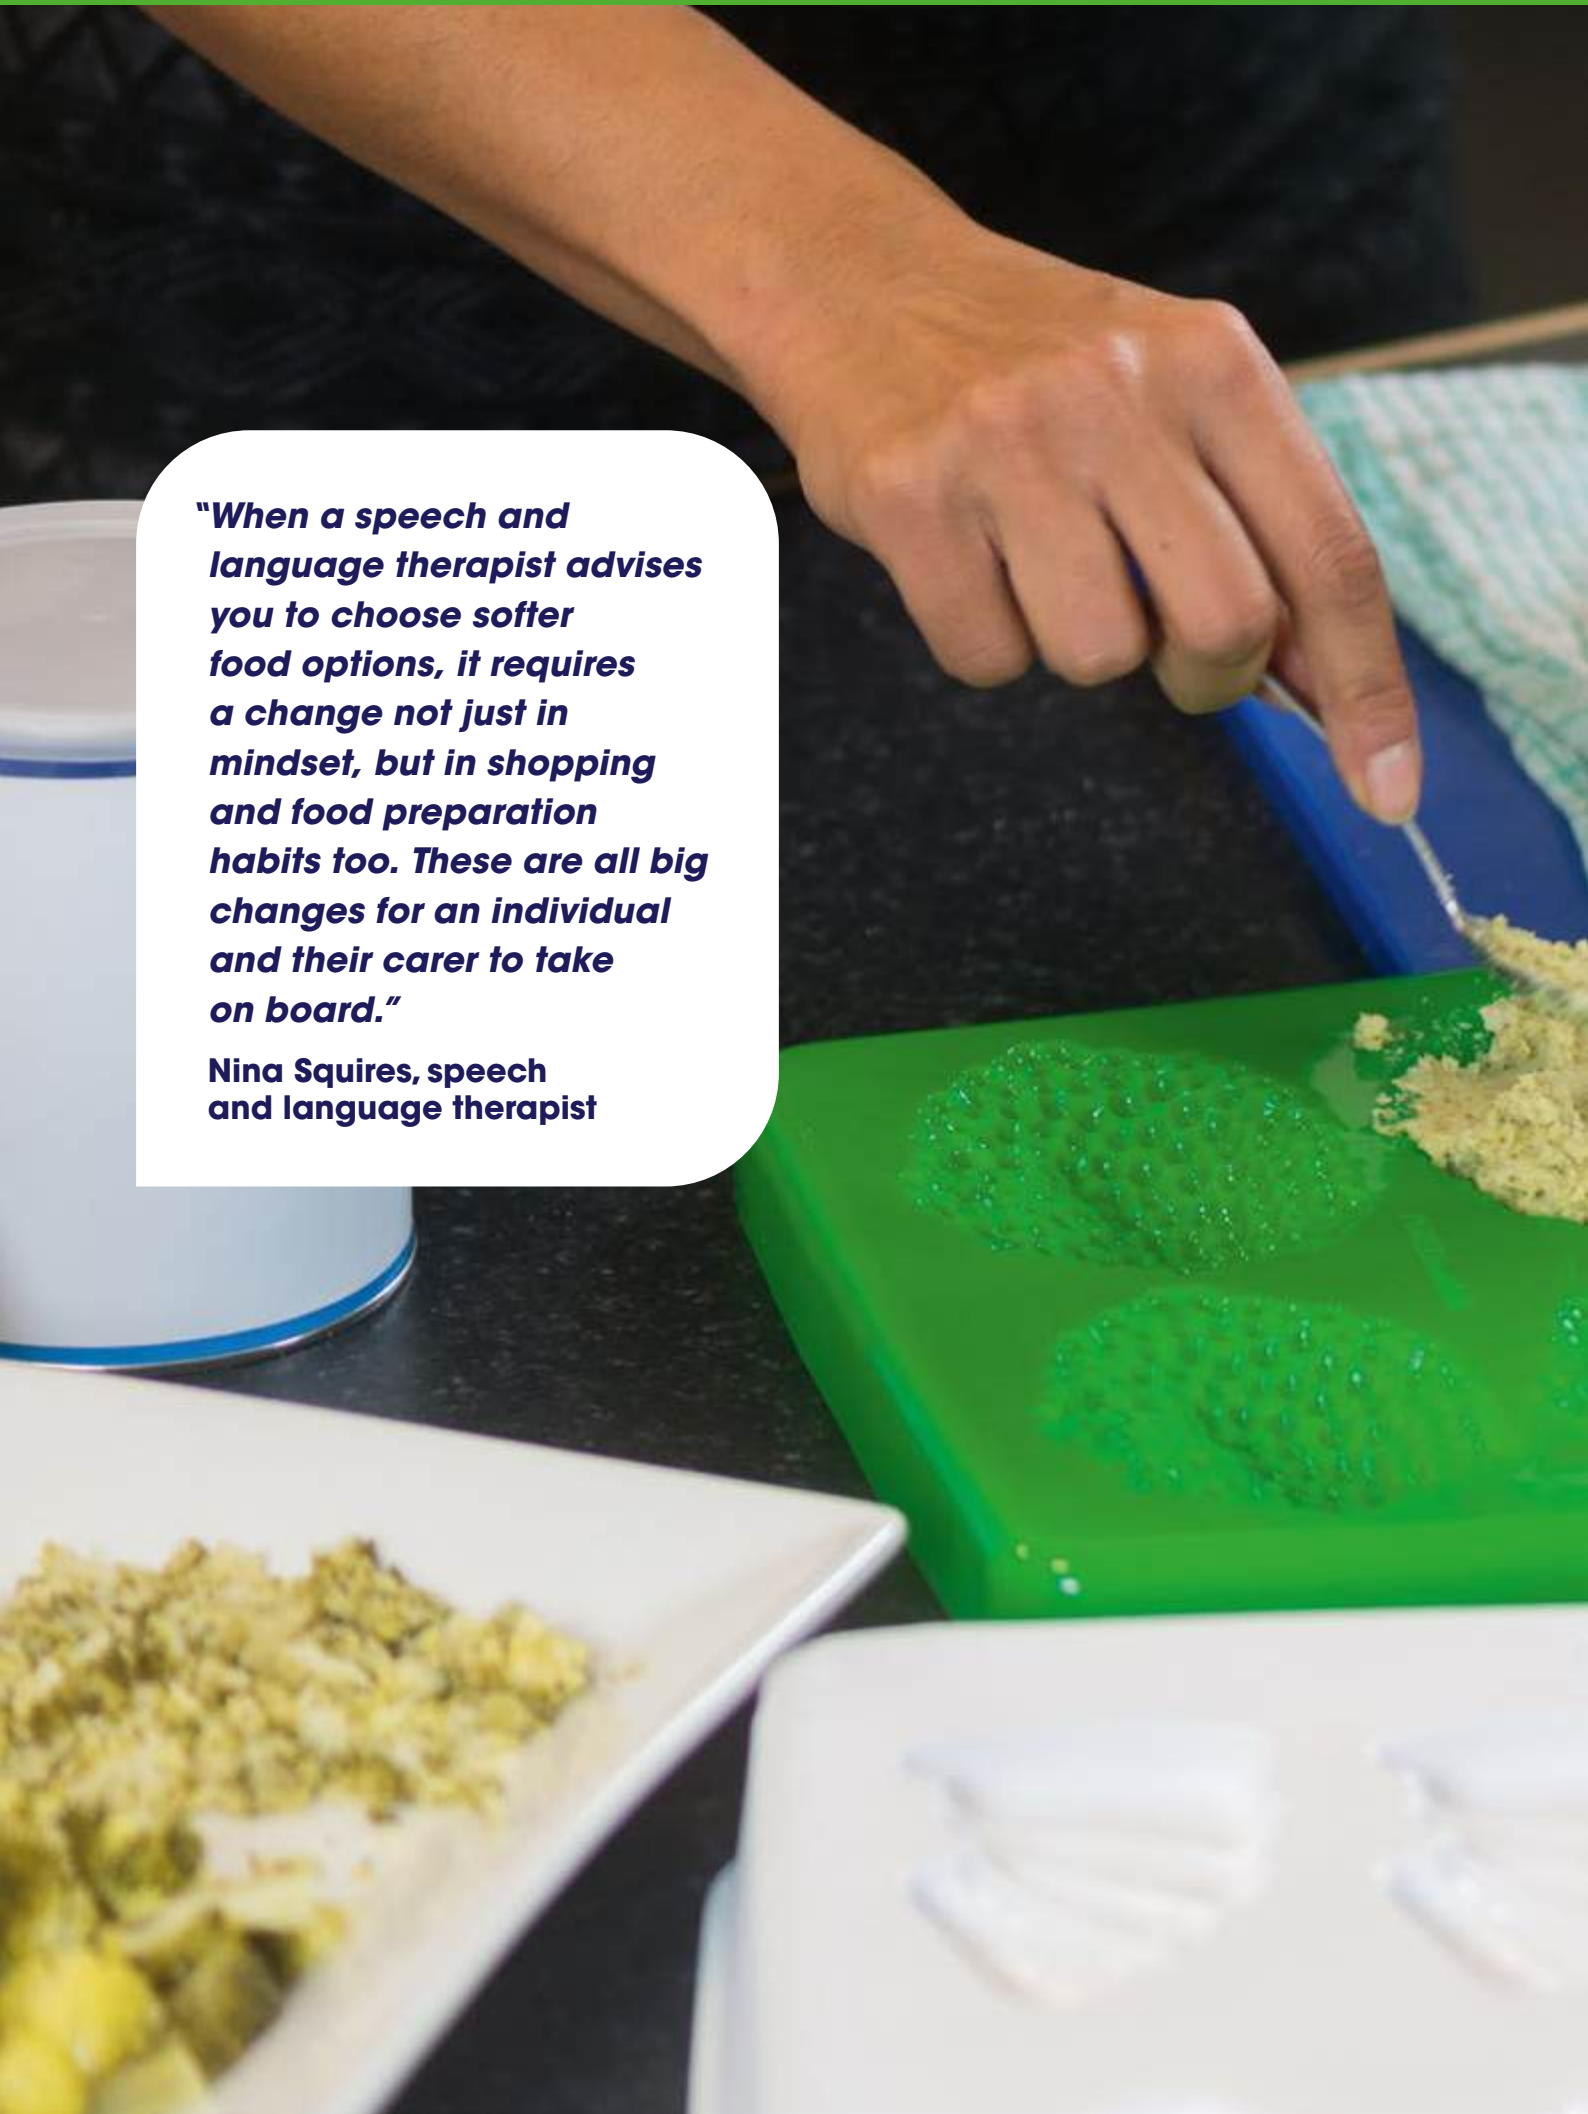 “When a speech and
language therapist advises
you to choose softer
food options, it requires
a change not just in
mindset, but in shopping
and food preparation
habits too. These are all big
changes for an individual
and their carer to take
on board.”
Nina Squires, speech
and language therapist